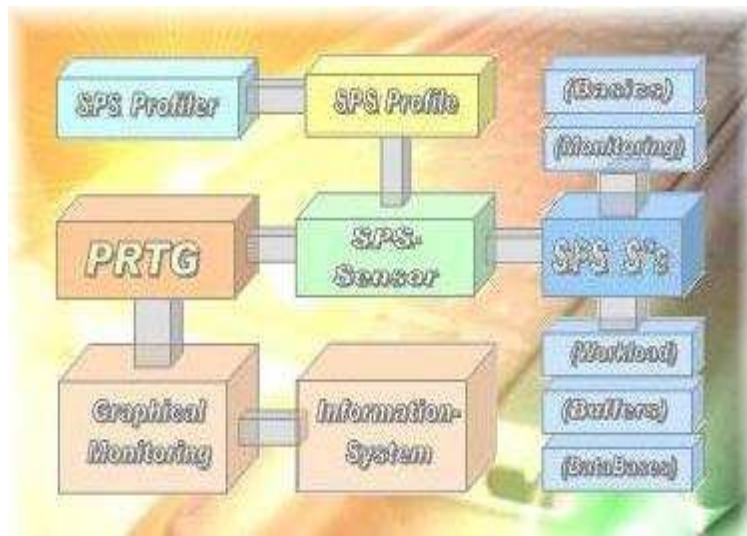 SPS Profiler
SPS Profile
(Basics)
(Monitoring)
PRTG
SPS-
Sensor
SPS S°s
(Workload)
Graphical
Monitoring
Information-
System
(Buffers)
(DataBases)